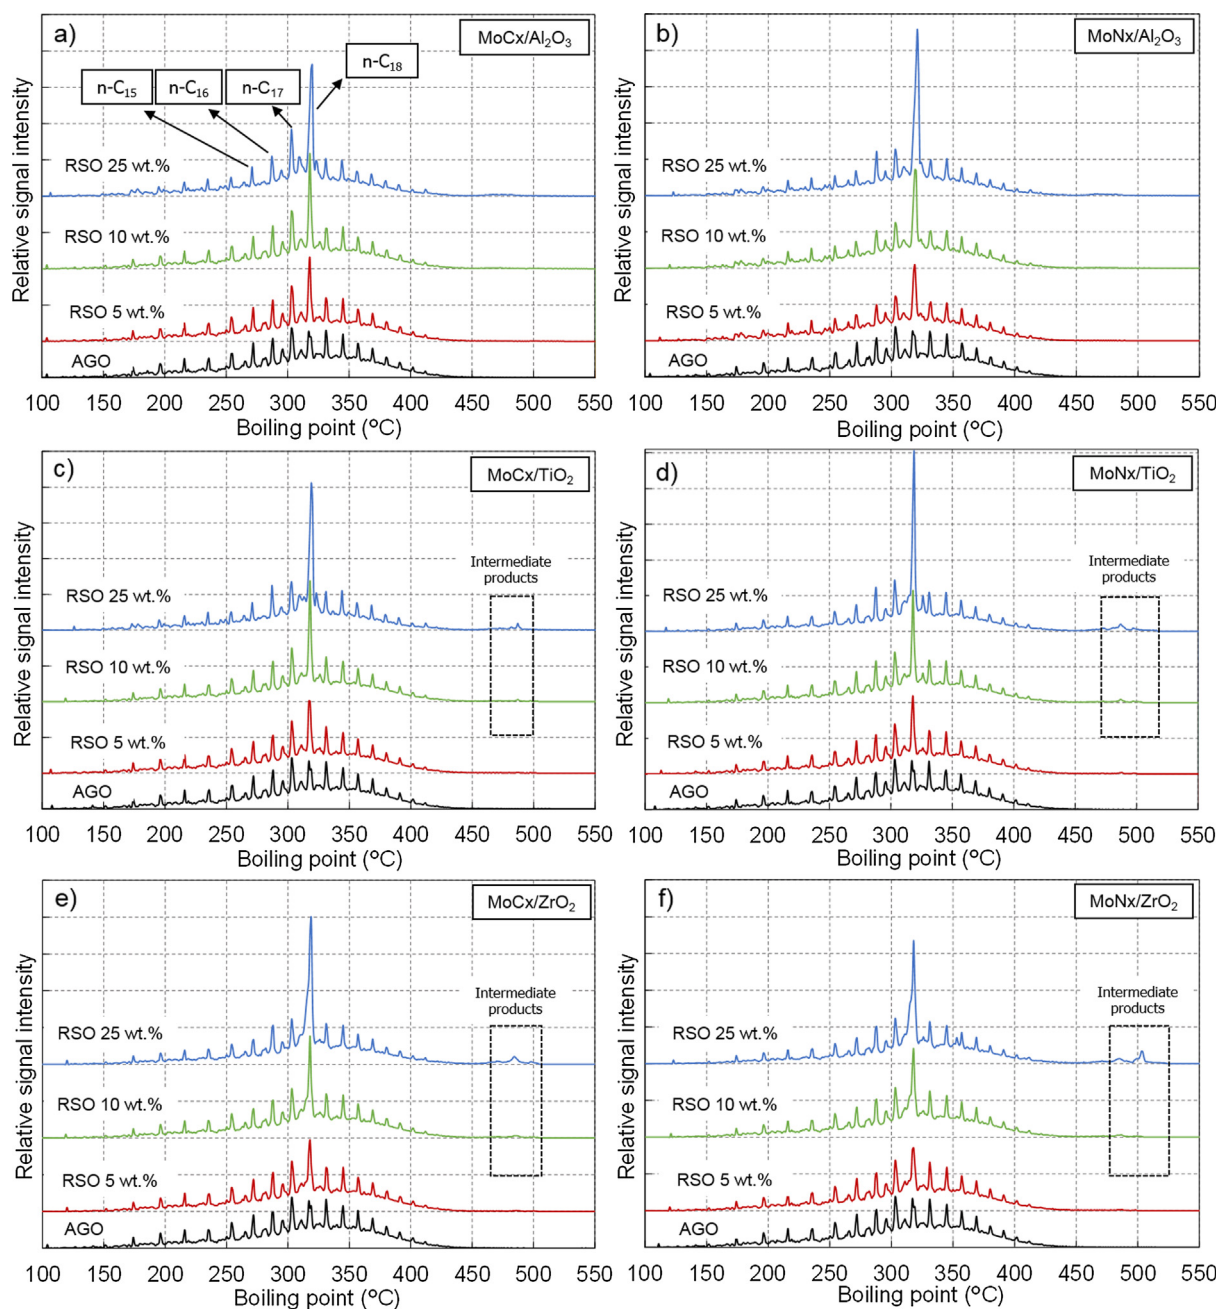 a)
MoCx/Al₂O₃
n-C₁₈
n-C₁₅
n-C₁₆
n-C₁₇
RSO 25 wt.%
RSO 10 wt.%
RSO 5 wt.%
AGO
Relative signal intensity
100 150 200 250 300 350 400 450 500 550
Boiling point (°C)
b)
MoNx/Al₂O₃
RSO 25 wt.%
RSO 10 wt.%
RSO 5 wt.%
AGO
Relative signal intensity
100 150 200 250 300 350 400 450 500 550
Boiling point (°C)
c)
MoCx/TiO₂
Intermediate
products
RSO 25 wt.%
RSO 10 wt.%
RSO 5 wt.%
AGO
Relative signal intensity
100 150 200 250 300 350 400 450 500 550
Boiling point (°C)
d)
MoNx/TiO₂
Intermediate
products
RSO 25 wt.%
RSO 10 wt.%
RSO 5 wt.%
AGO
Relative signal intensity
100 150 200 250 300 350 400 450 500 550
Boiling point (°C)
e)
MoCx/ZrO₂
Intermediate
products
RSO 25 wt.%
RSO 10 wt.%
RSO 5 wt.%
AGO
Relative signal intensity
100 150 200 250 300 350 400 450 500 550
Boiling point (°C)
f)
MoNx/ZrO₂
Intermediate
products
RSO 25 wt.%
RSO 10 wt.%
RSO 5 wt.%
AGO
Relative signal intensity
100 150 200 250 300 350 400 450 500 550
Boiling point (°C)